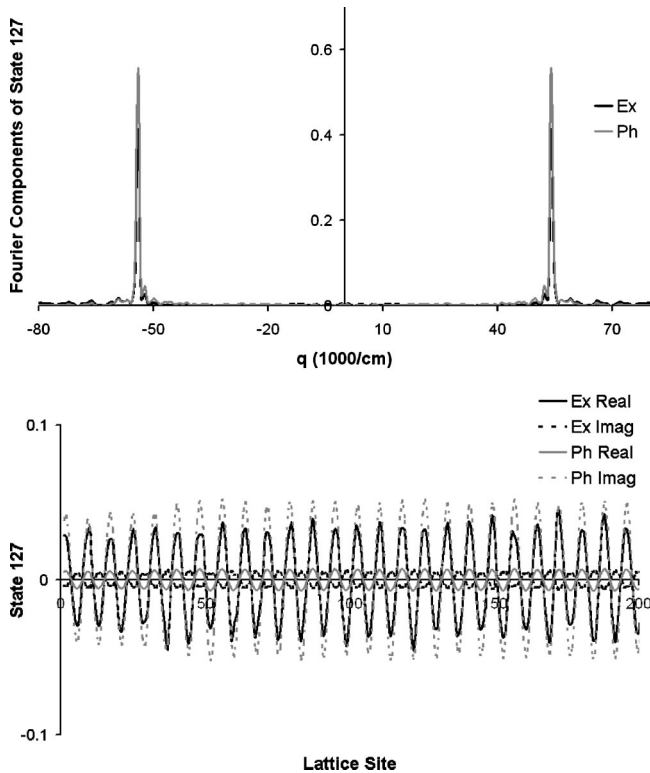 Fourier Components of State 127
0.6
0.4
0.2
0
Ex
Ph
-80 -50 -20 10 40 70
q (1000/cm)
State 127
0.1
0
-0.1
0 50 100 150 200
Ex Real
Ex Imag
Ph Real
Ph Imag
Lattice Site